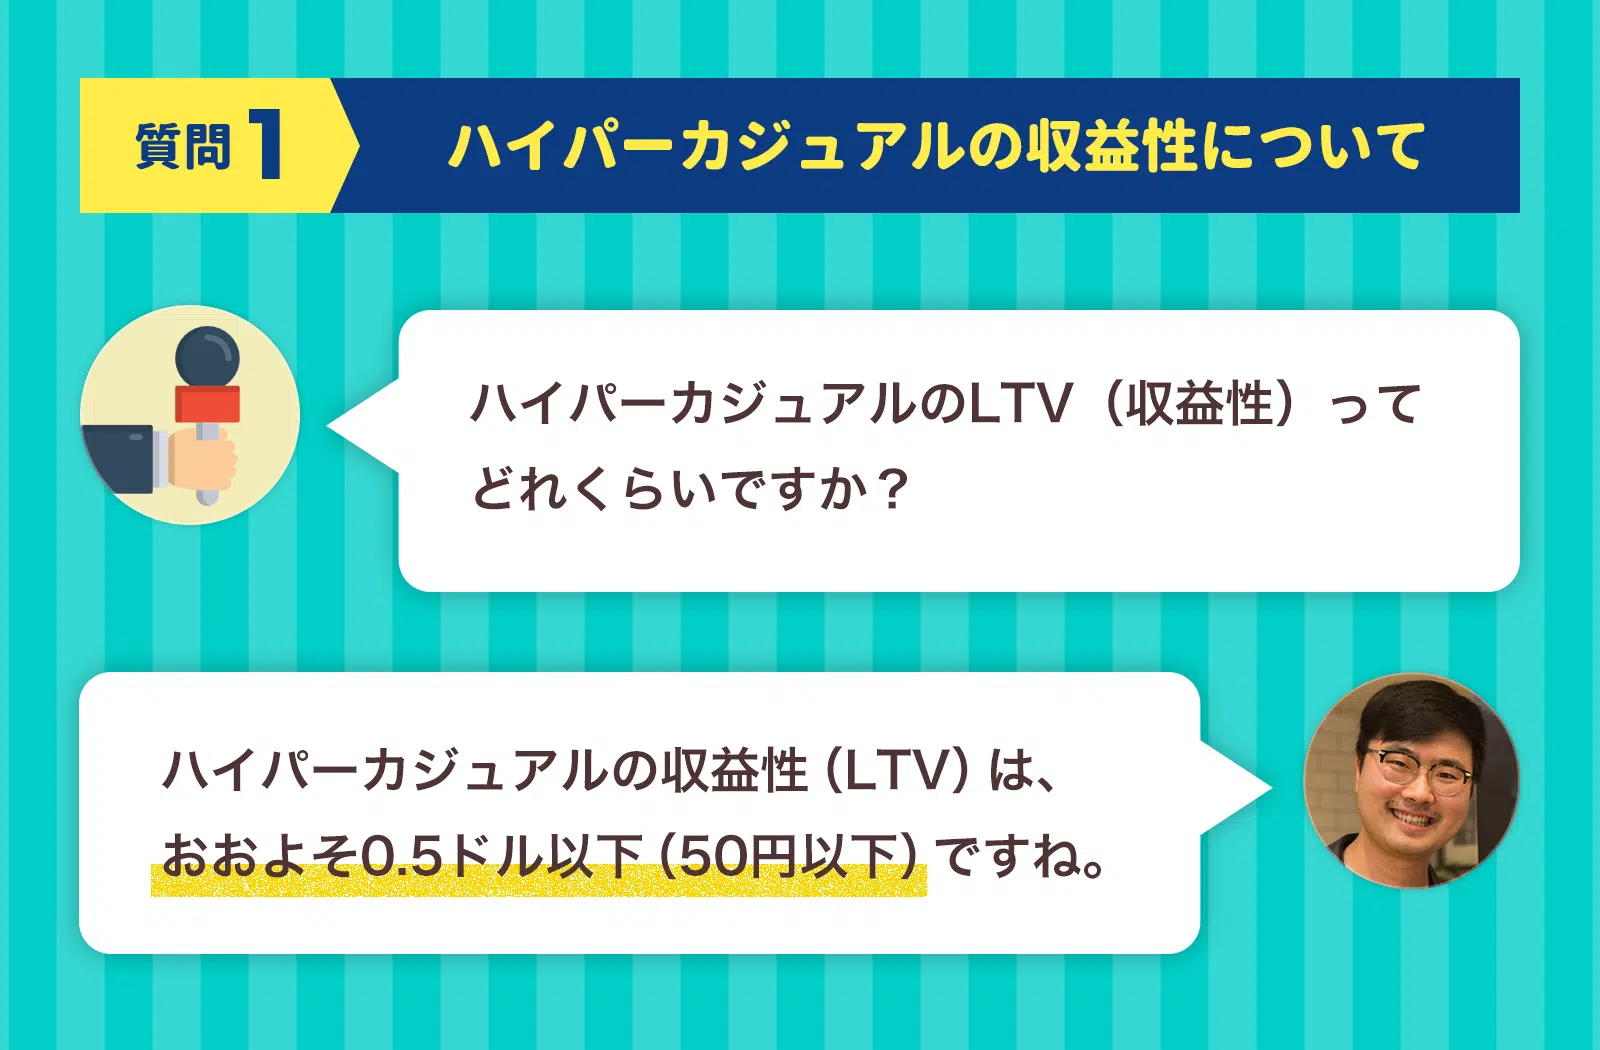 質問1
ハイパーカジュアルの収益性について
ハイパーカジュアルのLTV（収益性）って
どれくらいですか？
ハイパーカジュアルの収益性（LTV）は、
おおよそ0.5ドル以下（50円以下）ですね。